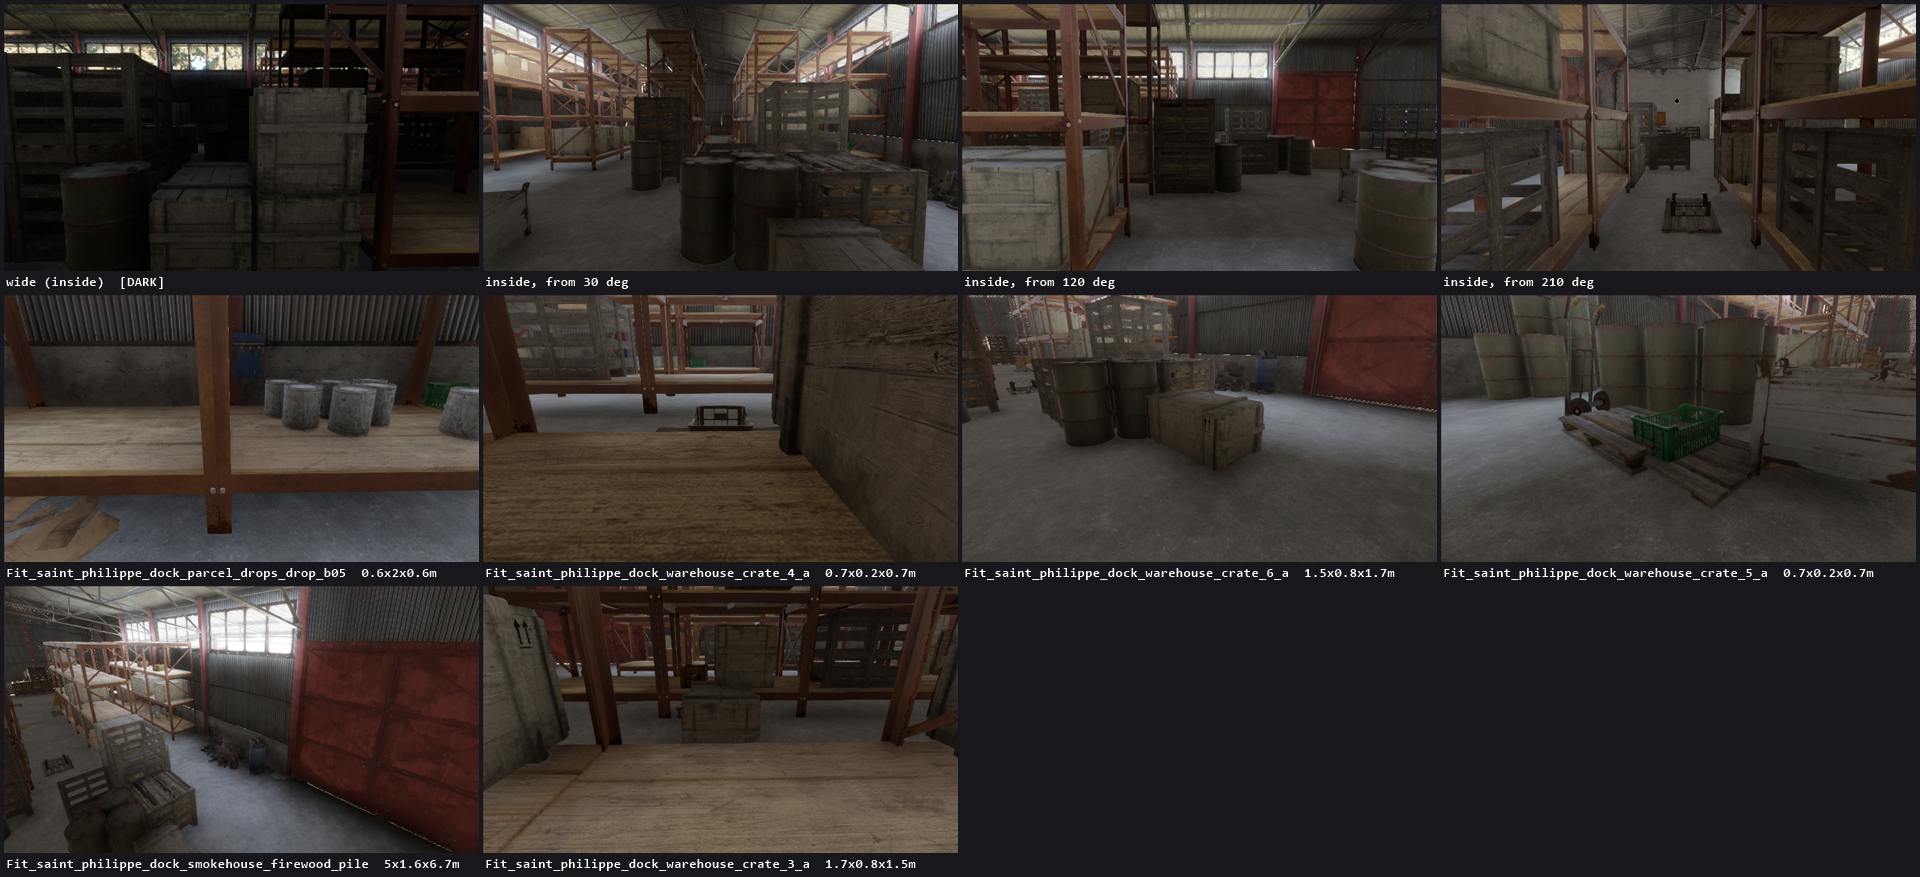 wide (inside)  [DARK]
inside, from 30 deg
inside, from 120 deg
inside, from 210 deg
Fit_saint_philippe_dock_parcel_drops_drop_b05  0.6x2x0.6m
Fit_saint_philippe_dock_warehouse_crate_4_a  0.7x0.2x0.7m
Fit_saint_philippe_dock_warehouse_crate_6_a  1.5x0.8x1.7m
Fit_saint_philippe_dock_warehouse_crate_5_a  0.7x0.2x0.7m
Fit_saint_philippe_dock_smokehouse_firewood_pile  5x1.6x6.7m
Fit_saint_philippe_dock_warehouse_crate_3_a  1.7x0.8x1.5m